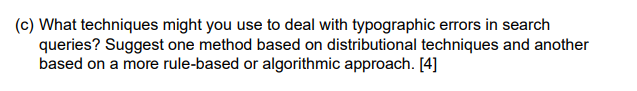 (c) What techniques might you use to deal with typographic errors in search
queries? Suggest one method based on distributional techniques and another
based on a more rule-based or algorithmic approach. [4]